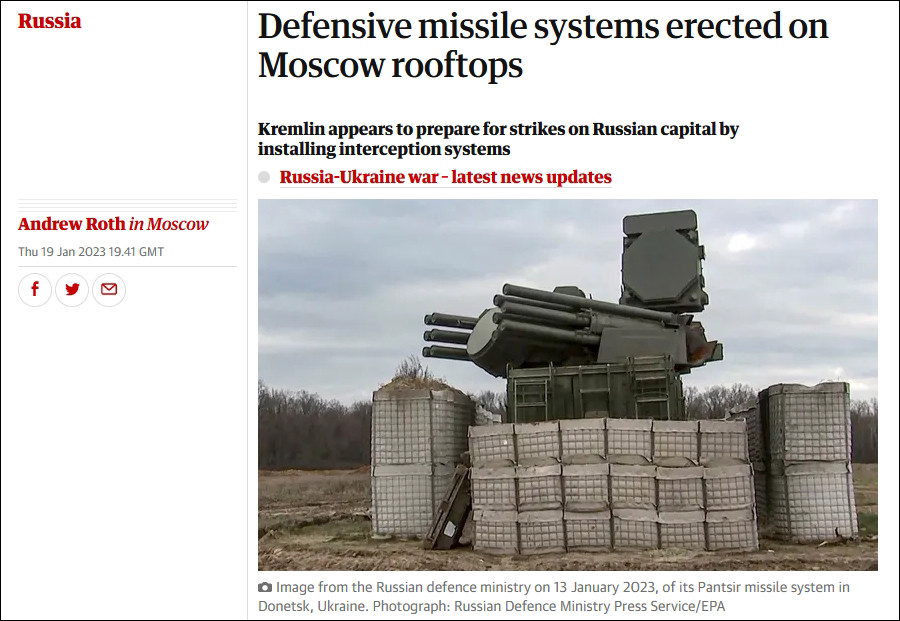 Russia
Defensive missile systems erected on
Moscow rooftops
Kremlin appears to prepare for strikes on Russian capital by
installing interception systems
Russia-Ukraine war – latest news updates
Andrew Roth in Moscow
Thu 19 Jan 2023 19.41 GMT
Image from the Russian defence ministry on 13 January 2023, of its Pantsir missile system in
Donetsk, Ukraine. Photograph: Russian Defence Ministry Press Service/EPA